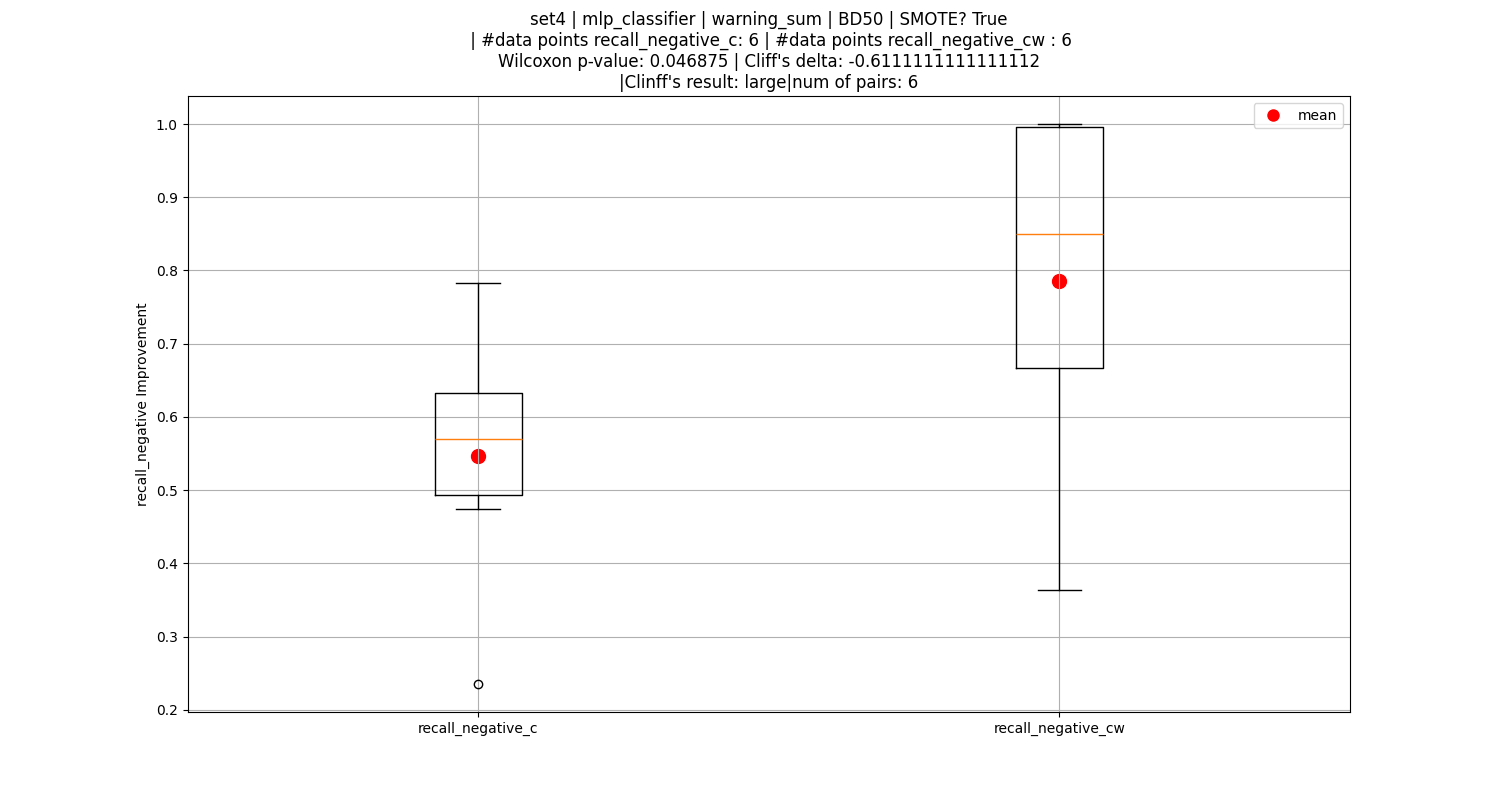 set4 | mlp_classifier | warning_sum | BD50 | SMOTE? True
| #data points recall_negative_c: 6 | #data points recall_negative_cw : 6
Wilcoxon p-value: 0.046875 | Cliff's delta: -0.6111111111111112
|Clinff's result: large|num of pairs: 6
mean
recall_negative Improvement
1.0
0.9
0.8
0.7
0.6
0.5
0.4
0.3
0.2
recall_negative_c
recall_negative_cw